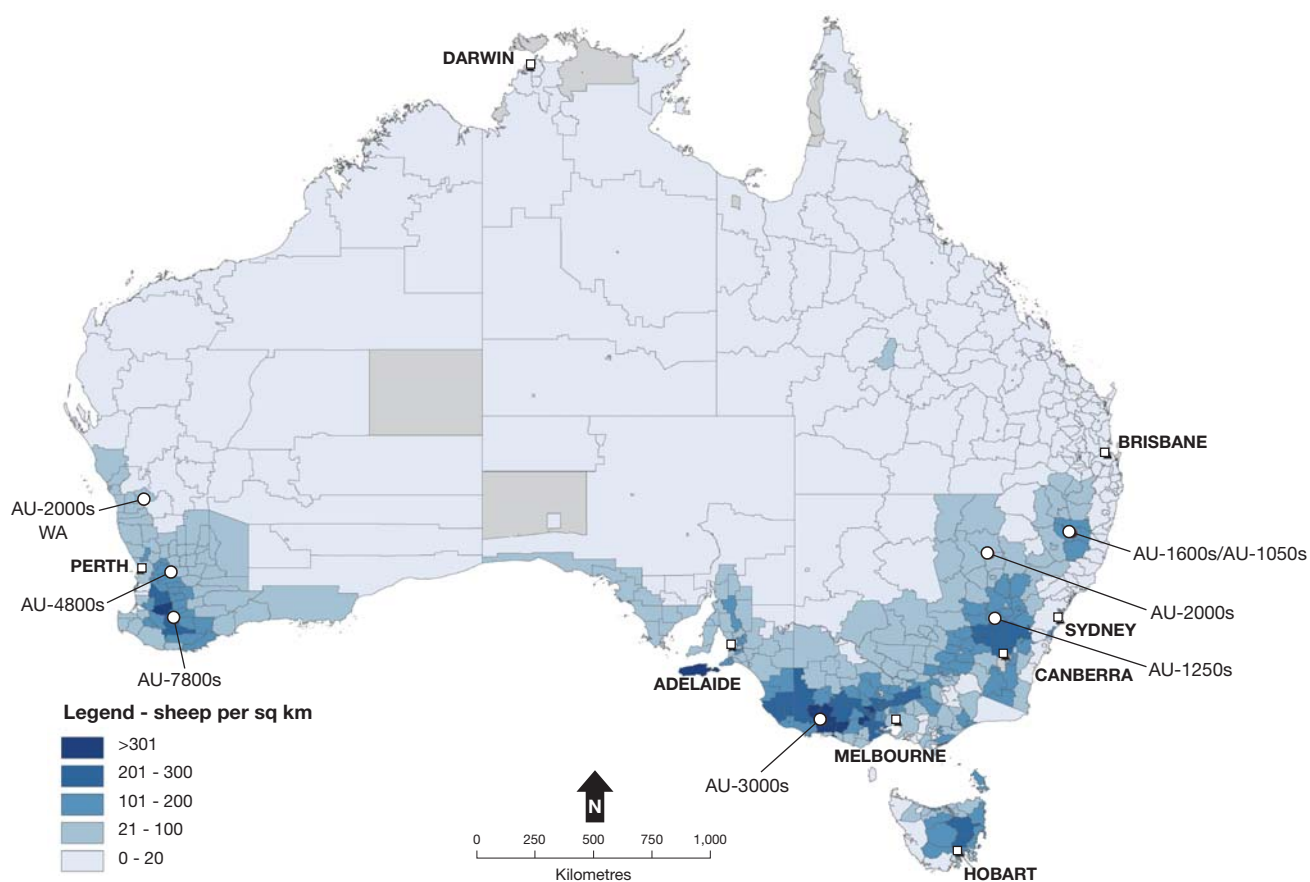 DARWIN
BRISBANE
AU-2000s
WA
AU-1600s/AU-1050s
PERTH
AU-4800s
AU-2000s
SYDNEY
AU-7800s
ADELAIDE
CANBERRA
AU-1250s
Legend - sheep per sq km
>301
201 - 300
101 - 200
21 - 100
0 - 20
MELBOURNE
AU-3000s
N
0 250 500 750 1,000
Kilometres
HOBART